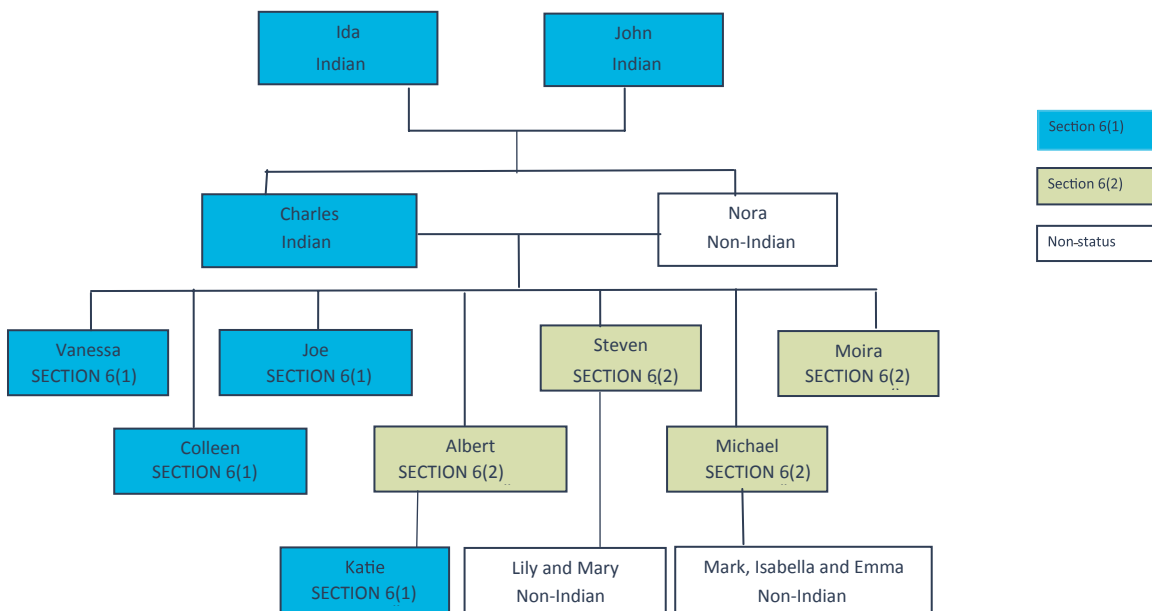 Ida
Indian
John
Indian
Section 6(1)
Section 6(2)
Non-status
Charles
Indian
Nora
Non-Indian
Vanessa
SECTION 6(1)
Joe
SECTION 6(1)
Steven
SECTION 6(2)
Moira
SECTION 6(2)
Colleen
SECTION 6(1)
Albert
SECTION 6(2)
Michael
SECTION 6(2)
Katie
SECTION 6(1)
Lily and Mary
Non-Indian
Mark, Isabella and Emma
Non-Indian